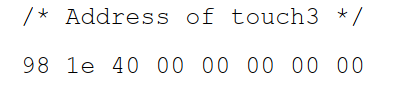 /* Address of touch3 */
98 1e 40 00 00 00 00 00